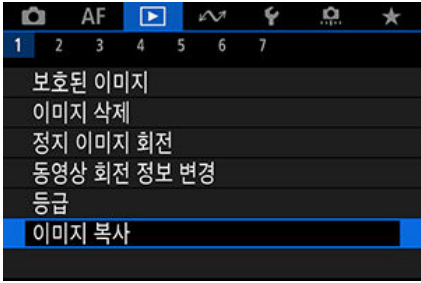 AF
1 2 3 4 5 6 7
보호된 이미지
이미지 삭제
정지 이미지 회전
동영상 회전 정보 변경
등급
이미지 복사